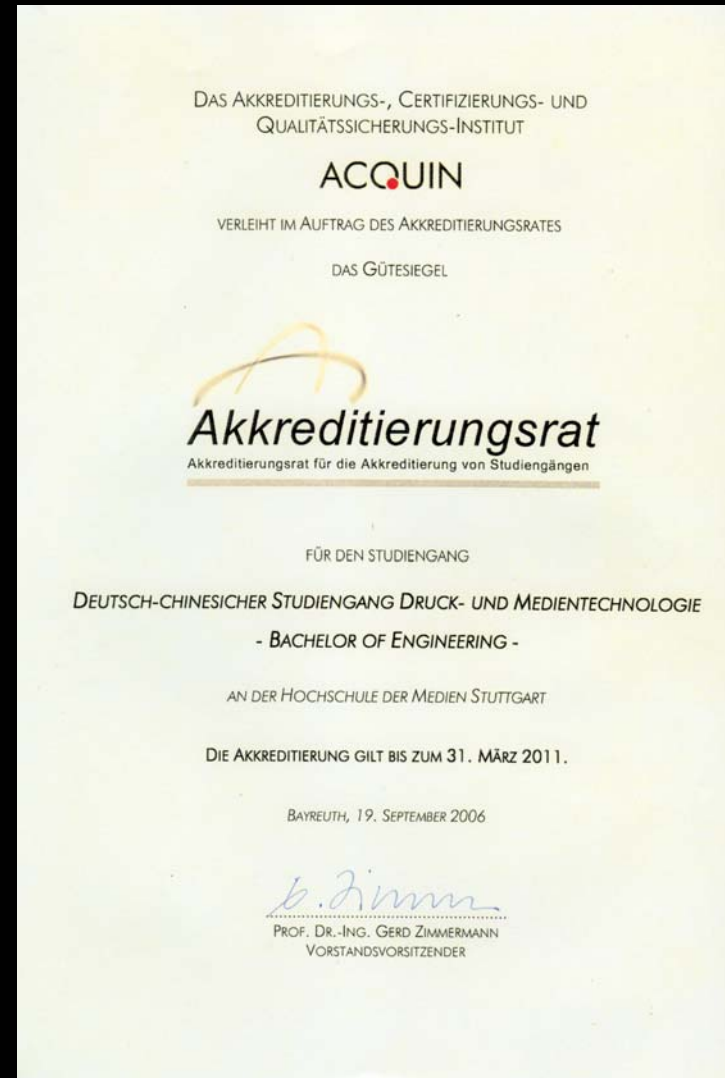 DAS AKKREDITIERUNGS-, CERTIFIZIERUNGS- UND
QUALITÄTSSICHERUNGS-INSTITUT
ACQUIN
VERLEIHT IM AUFTRAG DES AKKREDITIERUNGSRATES
DAS GÜTESIEGEL
Akkreditierungsrat
Akkreditierungsrat für die Akkreditierung von Studiengängen
FÜR DEN STUDIENGANG
DEUTSCH-CHINESICHER STUDIENGANG DRUCK- UND MEDIENTECHNOLOGIE
- BACHELOR OF ENGINEERING -
AN DER HOCHSCHULE DER MEDIEN STUTTGART
DIE AKKREDITIERUNG GILT BIS ZUM 31. MÄRZ 2011.
BAYREUTH, 19. SEPTEMBER 2006
PROF. DR.-ING. GERD ZIMMERMANN
VORSTANDSVORSITZENDER